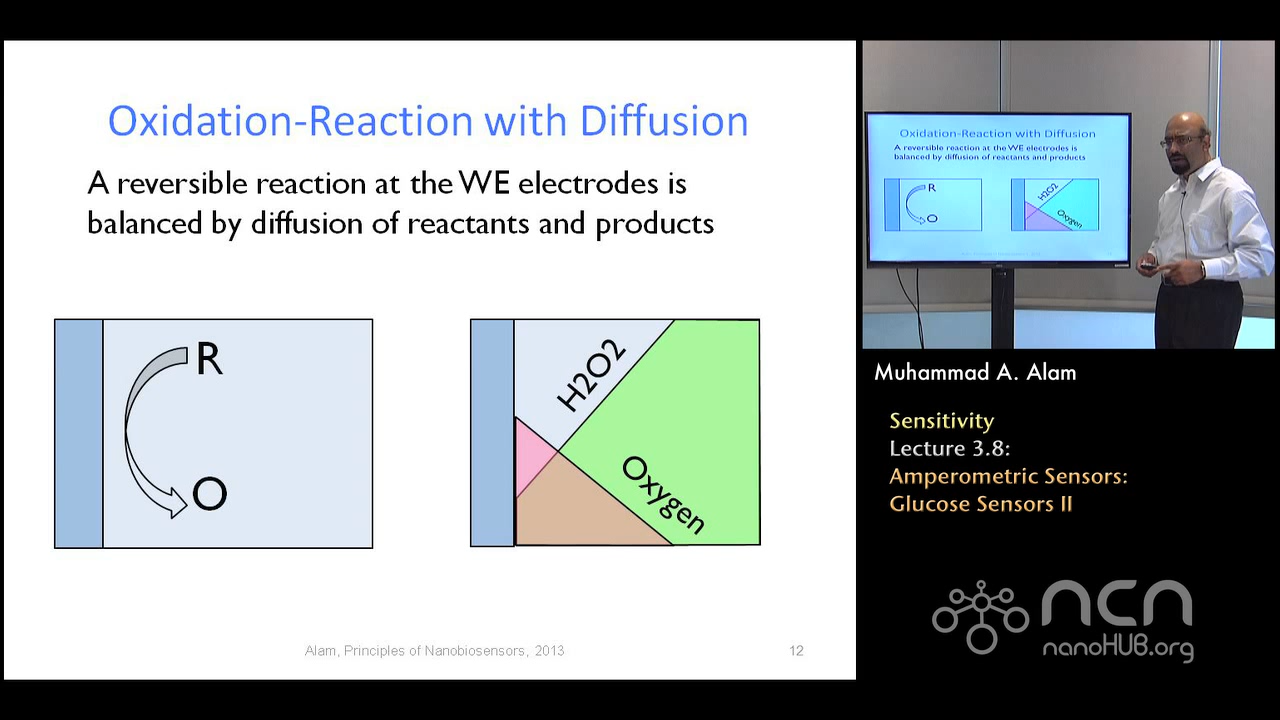 Oxidation-Reaction with Diffusion
A reversible reaction at the WE electrodes is
balanced by diffusion of reactants and products
R
O
H2O2
Oxygen
Alam, Principles of Nanobiosensors, 2013
12
Oxidation-Reaction with Diffusion
A reversible reaction at the WE electrodes is
balanced by diffusion of reactants and products
R
O
H2O2
Oxygen
Muhammad A. Alam
Sensitivity
Lecture 3.8:
Amperometric Sensors:
Glucose Sensors II
ncn
nanoHUB.org